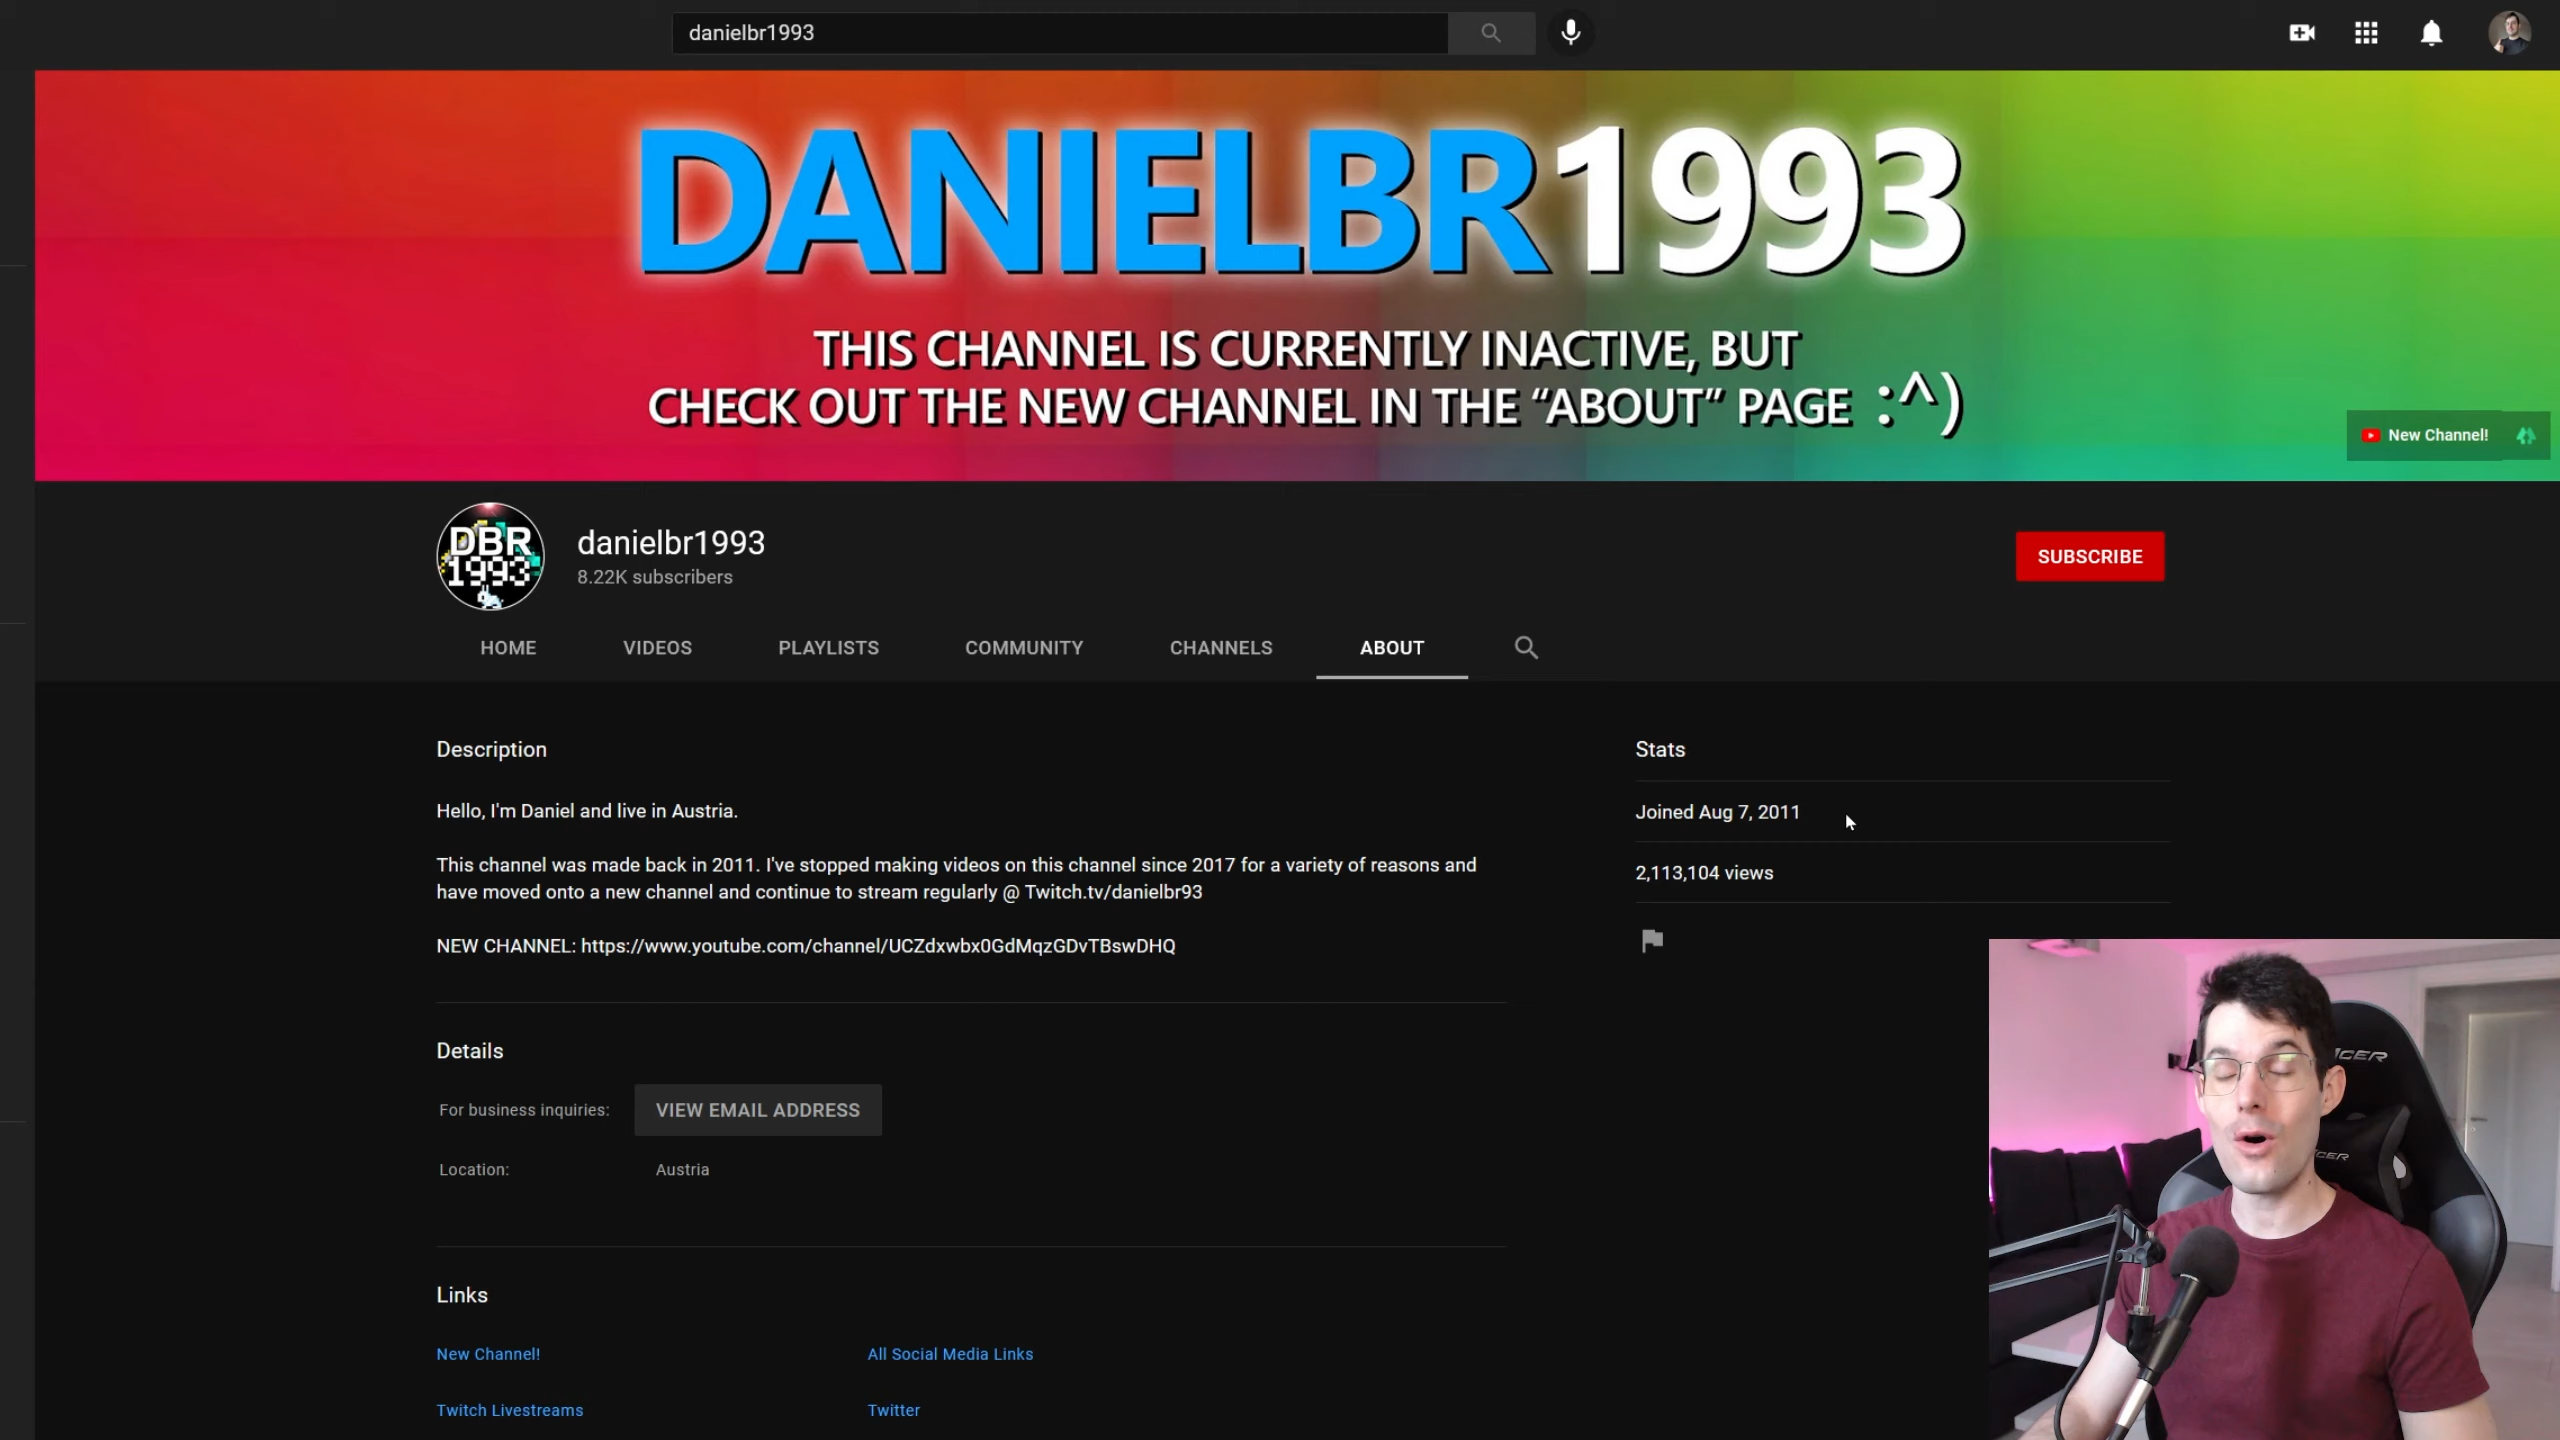 danielbr1993
DANIELBR1993
THIS CHANNEL IS CURRENTLY INACTIVE, BUT
CHECK OUT THE NEW CHANNEL IN THE “ABOUT” PAGE :^)
New Channel!
DBR
1993
danielbr1993
8.22K subscribers
SUBSCRIBE
HOME VIDEOS PLAYLISTS COMMUNITY CHANNELS ABOUT
Description
Hello, I'm Daniel and live in Austria.
This channel was made back in 2011. I've stopped making videos on this channel since 2017 for a variety of reasons and
have moved onto a new channel and continue to stream regularly @ Twitch.tv/danielbr93
NEW CHANNEL: https://www.youtube.com/channel/UCZdxwbx0GdMqzGDvTBswDHQ
Stats
Joined Aug 7, 2011
2,113,104 views
Details
For business inquiries: VIEW EMAIL ADDRESS
Location: Austria
Links
New Channel! All Social Media Links
Twitch Livestreams Twitter